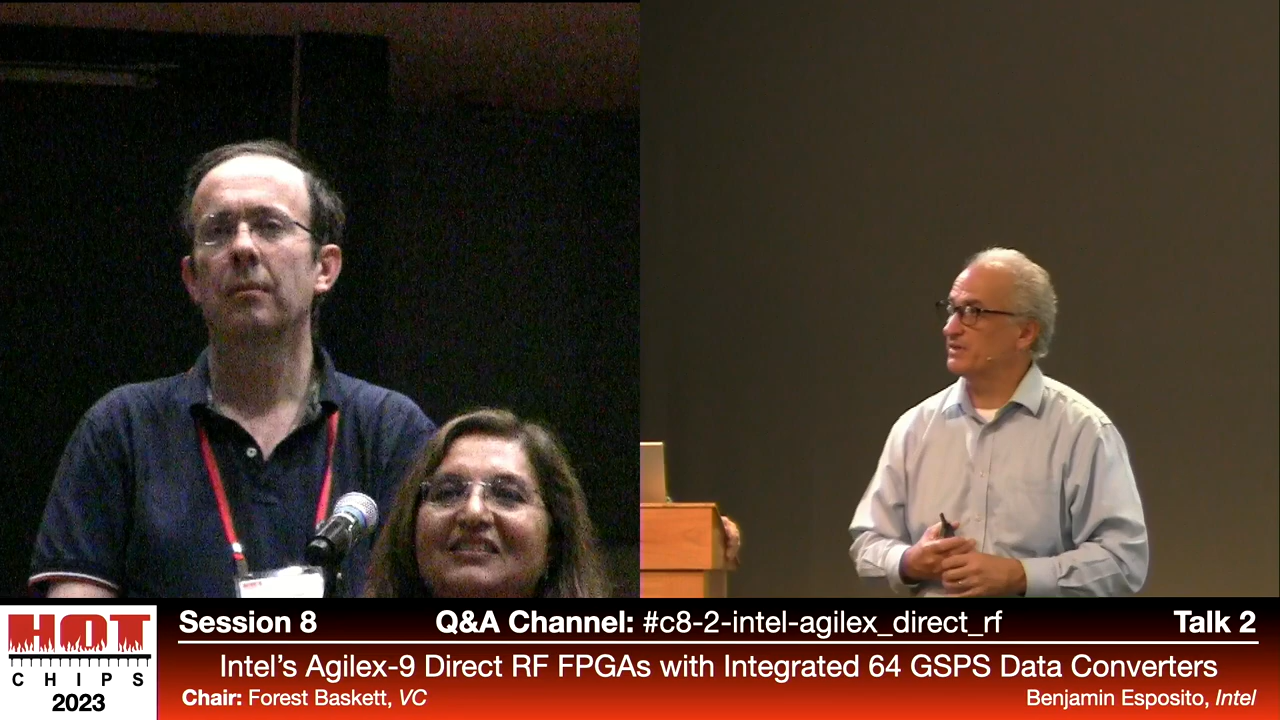 HOT
CHIPS
2023
Session 8
Q&A Channel: #c8-2-intel-agilex_direct_rf
Talk 2
Intel's Agilex-9 Direct RF FPGAs with Integrated 64 GSPS Data Converters
Chair: Forest Baskett, VC
Benjamin Esposito, Intel